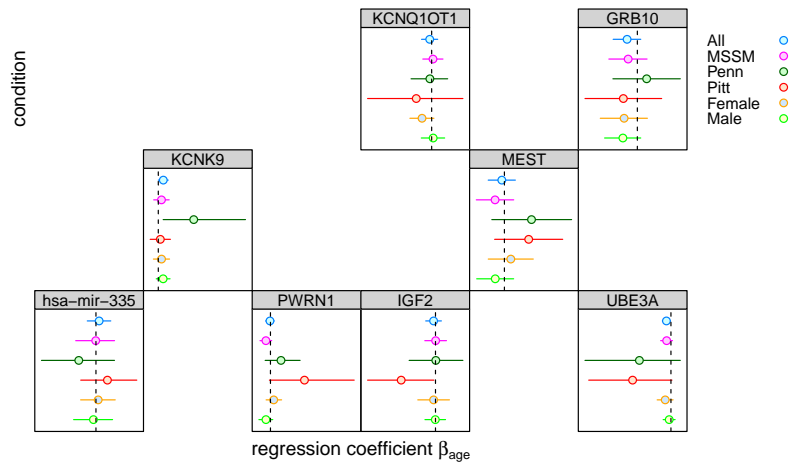 KCNQ1OT1
GRB10
All
MSSM
Penn
Pitt
Female
Male
condition
KCNK9
MEST
hsa−mir−335
PWRN1
IGF2
UBE3A
regression coefficient βage